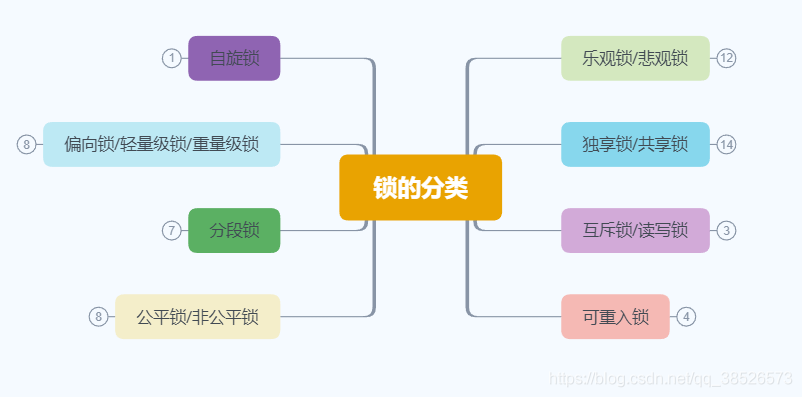 锁的分类
乐观锁/悲观锁
12
独享锁/共享锁
14
互斥锁/读写锁
3
可重入锁
4
自旋锁
1
偏向锁/轻量级锁/重量级锁
8
分段锁
7
公平锁/非公平锁
8
https://blog.csdn.net/qq_38526573